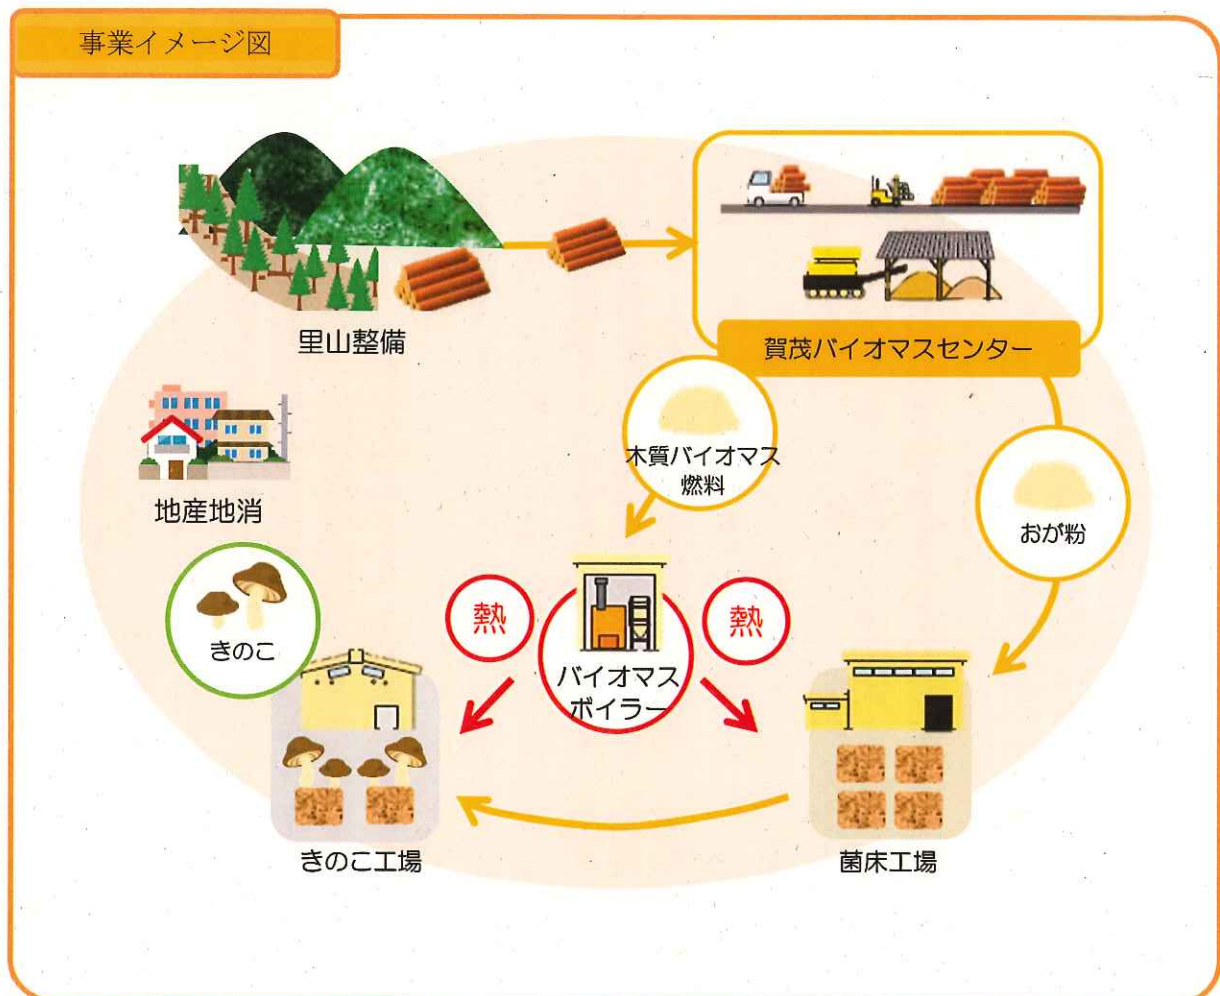 事業イメージ図
里山整備
賀茂バイオマスセンター
木質バイオマス
燃料
おが粉
地産地消
きのこ
熱
熱
バイオマス
ボイラー
きのこ工場
菌床工場